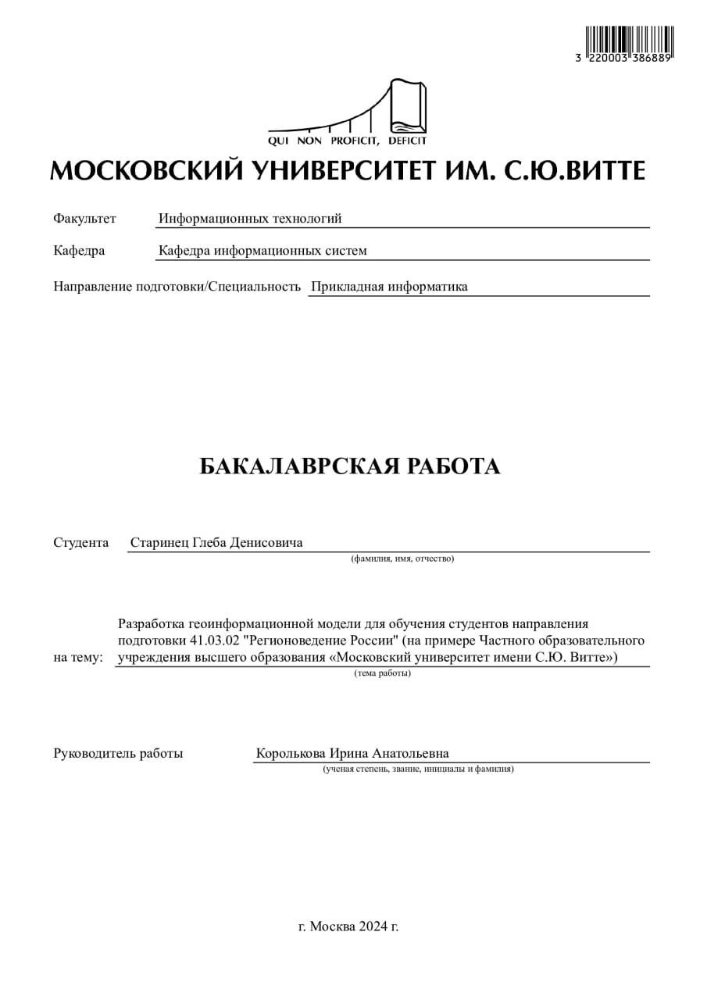 3 220003 386889
QUI NON PROFICIT, DEFICIT
МОСКОВСКИЙ УНИВЕРСИТЕТ ИМ. С.Ю.ВИТТЕ
Факультет Информационных технологий
Кафедра Кафедра информационных систем
Направление подготовки/Специальность Прикладная информатика
БАКАЛАВРСКАЯ РАБОТА
Студента Старинец Глеба Денисовича
(фамилия, имя, отчество)
Разработка геоинформационной модели для обучения студентов направления
подготовки 41.03.02 "Регионоведение России" (на примере Частного образовательного
на тему: учреждения высшего образования «Московский университет имени С.Ю. Витте»)
(тема работы)
Руководитель работы Королькова Ирина Анатольевна
(ученая степень, звание, инициалы и фамилия)
г. Москва 2024 г.